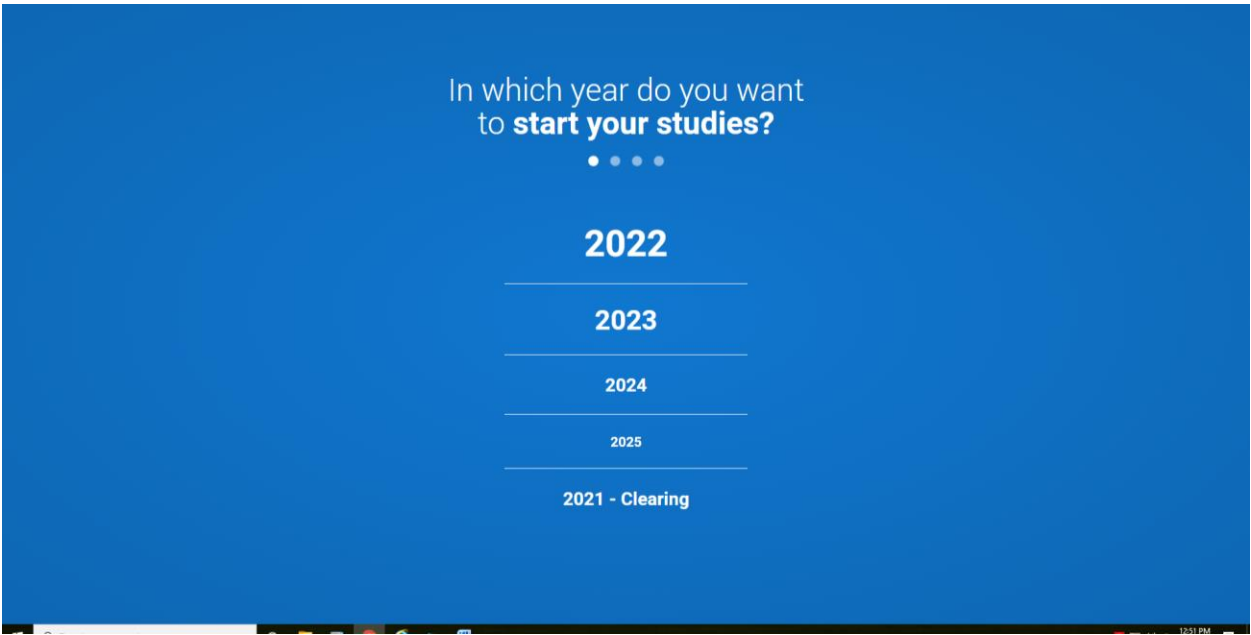 In which year do you want
to start your studies?
2022
2023
2024
2025
2021 - Clearing
12:51 PM